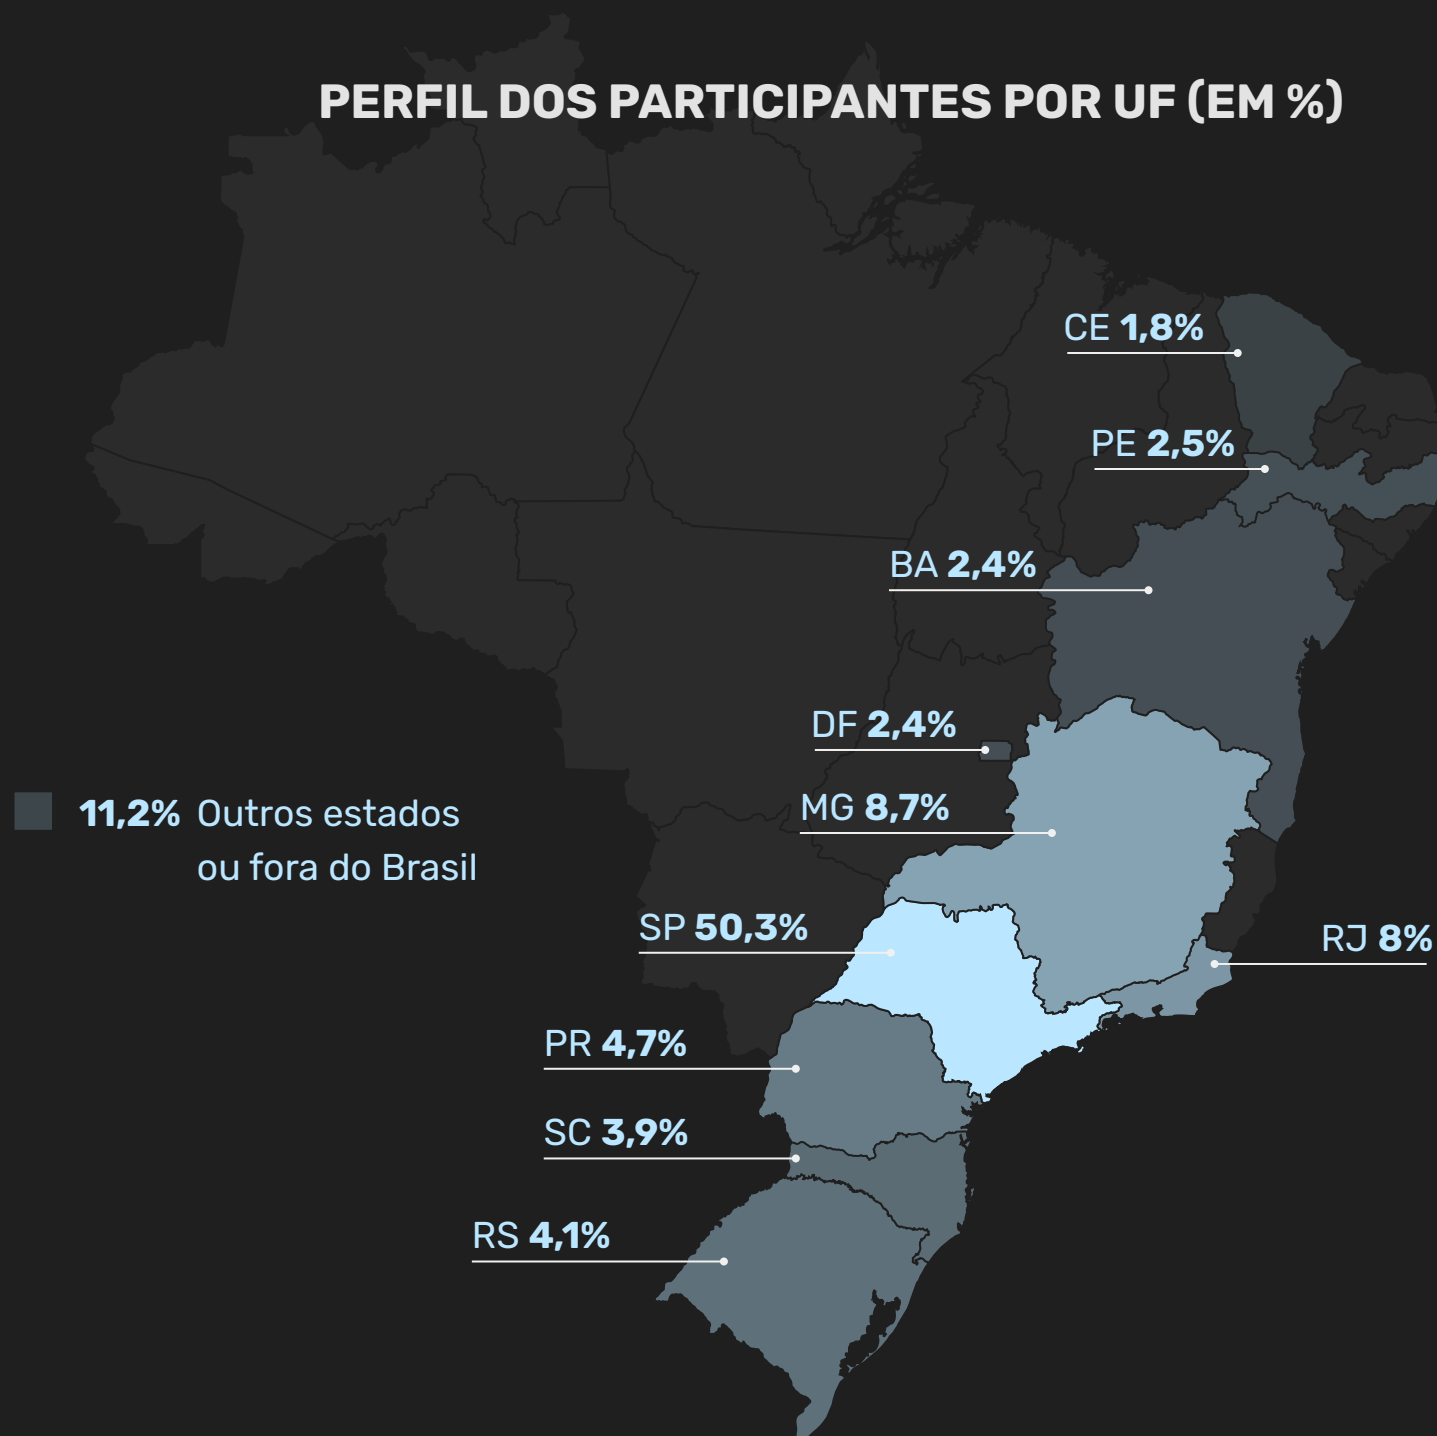 PERFIL DOS PARTICIPANTES POR UF (EM %)
CE 1,8%
PE 2,5%
BA 2,4%
DF 2,4%
MG 8,7%
11,2% Outros estados
ou fora do Brasil
SP 50,3%
RJ 8%
PR 4,7%
SC 3,9%
RS 4,1%